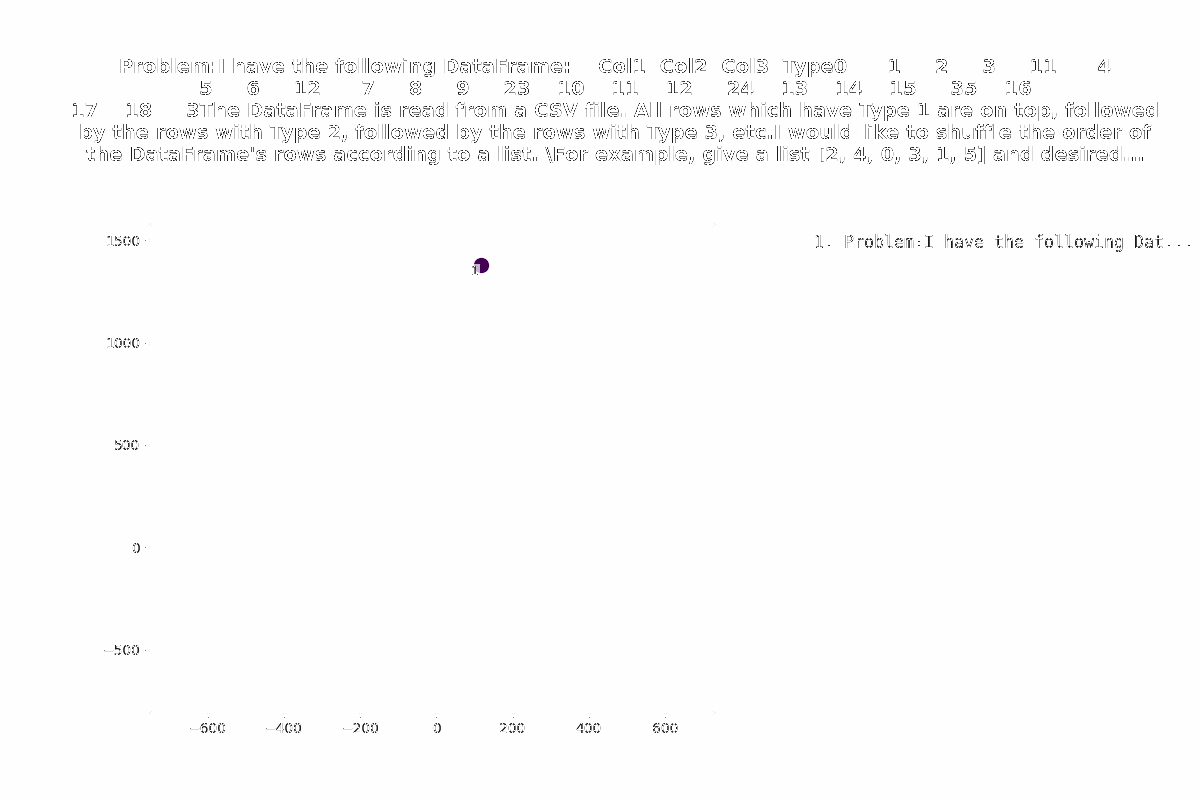 Problem:I have the following DataFrame:    Col1  Col2  Col3  Type0      1     2     3     11      4
5     6     12      7     8     9     23    10    11    12     24    13    14    15     35    16
17    18     3The DataFrame is read from a CSV file. All rows which have Type 1 are on top, followed
by the rows with Type 2, followed by the rows with Type 3, etc.I would like to shuffle the order of
the DataFrame's rows according to a list. \For example, give a list [2, 4, 0, 3, 1, 5] and desired...
1. Problem:I have the following Dat...
1500
1
1000
500
0
−500
−600 −400 −200 0 200 400 600